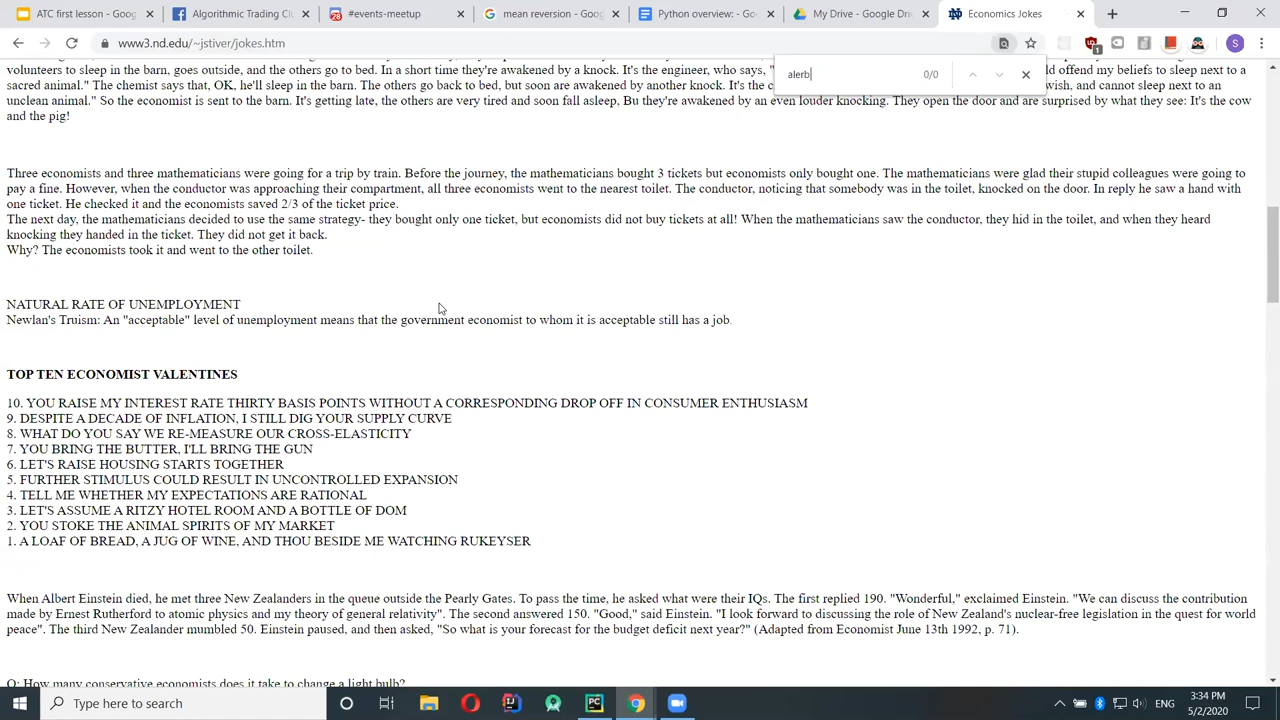 ATC first lesson - Goog
Algorithmic Trading Clu
#events-meetup
mean reversion - Goog
Python overview: - Goo
My Drive - Google Driv
Economics Jokes
www3.nd.edu/~jstiver/jokes.htm
S
alerb 0/0
volunteers to sleep in the barn, goes outside, and the others go to bed. In a short time they're awakened by a knock. It's the engineer, who says, "
d offend my beliefs to sleep next to a
sacred animal." The chemist says that, OK, he'll sleep in the barn. The others go back to bed, but soon are awakened by another knock. It's the c
wish, and cannot sleep next to an
unclean animal." So the economist is sent to the barn. It's getting late, the others are very tired and soon fall asleep, But they're awakened by an even louder knocking. They open the door and are surprised by what they see: It's the cow
and the pig!
Three economists and three mathematicians were going for a trip by train. Before the journey, the mathematicians bought 3 tickets but economists only bought one. The mathematicians were glad their stupid colleagues were going to
pay a fine. However, when the conductor was approaching their compartment, all three economists went to the nearest toilet. The conductor, noticing that somebody was in the toilet, knocked on the door. In reply he saw a hand with
one ticket. He checked it and the economists saved 2/3 of the ticket price.
The next day, the mathematicians decided to use the same strategy- they bought only one ticket, but economists did not buy tickets at all! When the mathematicians saw the conductor, they hid in the toilet, and when they heard
knocking they handed in the ticket. They did not get it back.
Why? The economists took it and went to the other toilet.
NATURAL RATE OF UNEMPLOYMENT
Newlan's Truism: An "acceptable" level of unemployment means that the government economist to whom it is acceptable still has a job.
TOP TEN ECONOMIST VALENTINES
10. YOU RAISE MY INTEREST RATE THIRTY BASIS POINTS WITHOUT A CORRESPONDING DROP OFF IN CONSUMER ENTHUSIASM
9. DESPITE A DECADE OF INFLATION, I STILL DIG YOUR SUPPLY CURVE
8. WHAT DO YOU SAY WE RE-MEASURE OUR CROSS-ELASTICITY
7. YOU BRING THE BUTTER, I'LL BRING THE GUN
6. LET'S RAISE HOUSING STARTS TOGETHER
5. FURTHER STIMULUS COULD RESULT IN UNCONTROLLED EXPANSION
4. TELL ME WHETHER MY EXPECTATIONS ARE RATIONAL
3. LET'S ASSUME A RITZY HOTEL ROOM AND A BOTTLE OF DOM
2. YOU STOKE THE ANIMAL SPIRITS OF MY MARKET
1. A LOAF OF BREAD, A JUG OF WINE, AND THOU BESIDE ME WATCHING RUKEYSER
When Albert Einstein died, he met three New Zealanders in the queue outside the Pearly Gates. To pass the time, he asked what were their IQs. The first replied 190. "Wonderful," exclaimed Einstein. "We can discuss the contribution
made by Ernest Rutherford to atomic physics and my theory of general relativity". The second answered 150. "Good," said Einstein. "I look forward to discussing the role of New Zealand's nuclear-free legislation in the quest for world
peace". The third New Zealander mumbled 50. Einstein paused, and then asked, "So what is your forecast for the budget deficit next year?" (Adapted from Economist June 13th 1992, p. 71).
Q: How many conservative economists does it take to change a light bulb?
Type here to search
ENG
3:34 PM
5/2/2020